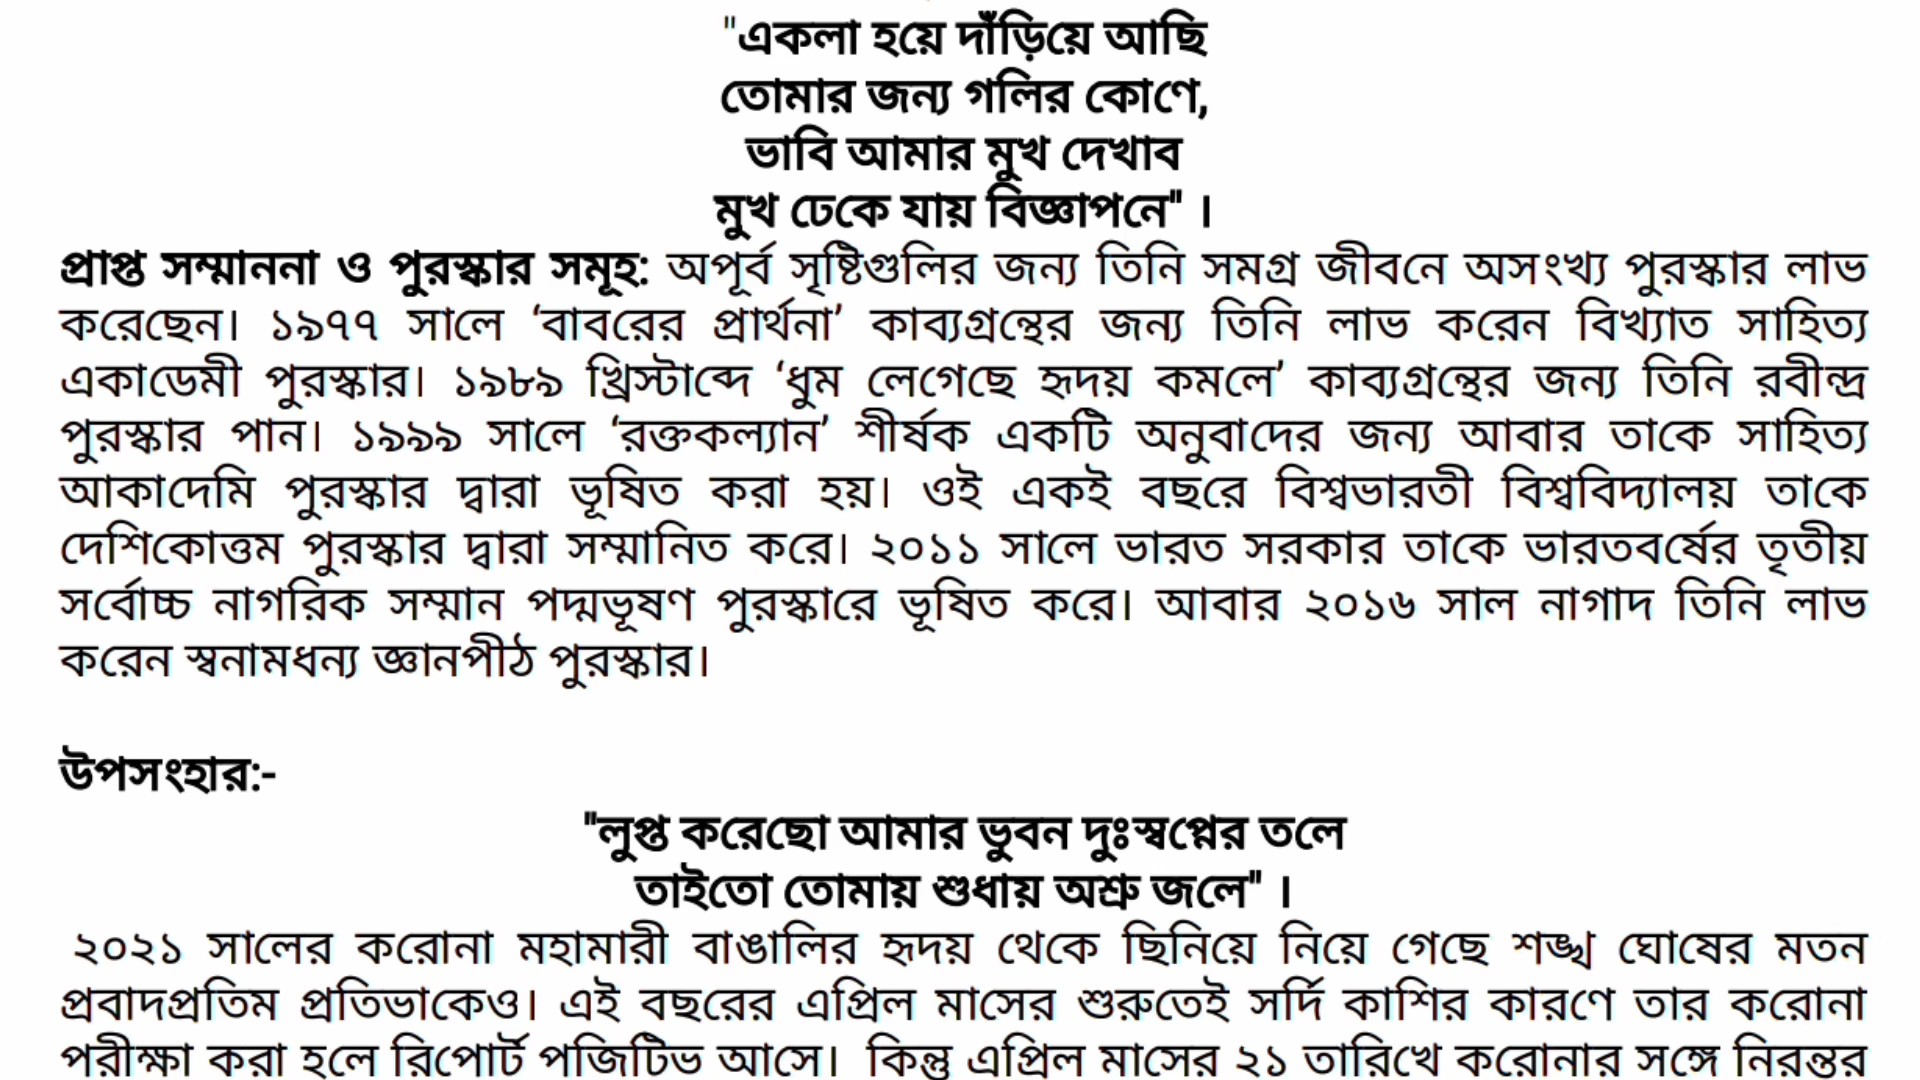 "একলা হয়ে দাঁড়িয়ে আছি
তোমার জন্য গলির কোণে,
ভাবি আমার মুখ দেখাব
মুখ ঢেকে যায় বিজ্ঞাপনে" ।
প্রাপ্ত সম্মাননা ও পুরস্কার সমূহ: অপূর্ব সৃষ্টিগুলির জন্য তিনি সমগ্র জীবনে অসংখ্য পুরস্কার লাভ
করেছেন। ১৯৭৭ সালে ‘বাবরের প্রার্থনা’ কাব্যগ্রন্থের জন্য তিনি লাভ করেন বিখ্যাত সাহিত্য
একাডেমী পুরস্কার। ১৯৮৯ খ্রিস্টাব্দে ‘ধুম লেগেছে হৃদয় কমলে’ কাব্যগ্রন্থের জন্য তিনি রবীন্দ্র
পুরস্কার পান। ১৯৯৯ সালে ‘রক্তকল্যান’ শীর্ষক একটি অনুবাদের জন্য আবার তাকে সাহিত্য
আকাদেমি পুরস্কার দ্বারা ভূষিত করা হয়। ওই একই বছরে বিশ্বভারতী বিশ্ববিদ্যালয় তাকে
দেশিকোত্তম পুরস্কার দ্বারা সম্মানিত করে। ২০১১ সালে ভারত সরকার তাকে ভারতবর্ষের তৃতীয়
সর্বোচ্চ নাগরিক সম্মান পদ্মভূষণ পুরস্কারে ভূষিত করে। আবার ২০১৬ সাল নাগাদ তিনি লাভ
করেন স্বনামধন্য জ্ঞানপীঠ পুরস্কার।
উপসংহার:-
"লুপ্ত করেছো আমার ভুবন দুঃস্বপ্নের তলে
তাইতো তোমায় শুধায় অশ্রু জলে" ।
২০২১ সালের করোনা মহামারী বাঙালির হৃদয় থেকে ছিনিয়ে নিয়ে গেছে শঙ্খ ঘোষের মতন
প্রবাদপ্রতিম প্রতিভাকেও। এই বছরের এপ্রিল মাসের শুরুতেই সর্দি কাশির কারণে তার করোনা
পরীক্ষা করা হলে রিপোর্ট পজিটিভ আসে। কিন্তু এপ্রিল মাসের ২১ তারিখে করোনার সঙ্গে নিরন্তর